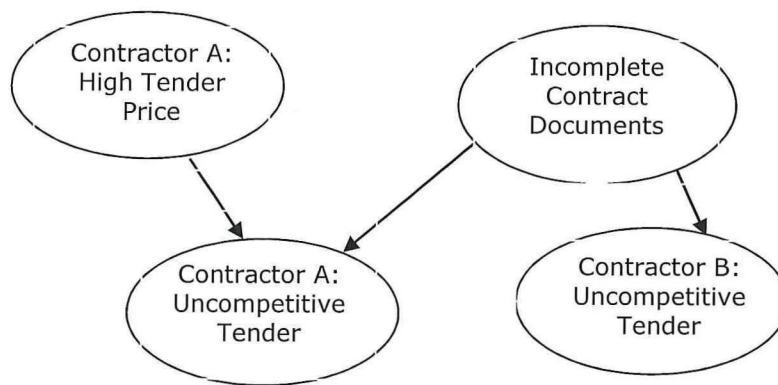 Contractor A:
High Tender
Price
Incomplete
Contract
Documents
Contractor A:
Uncompetitive
Tender
Contractor B:
Uncompetitive
Tender